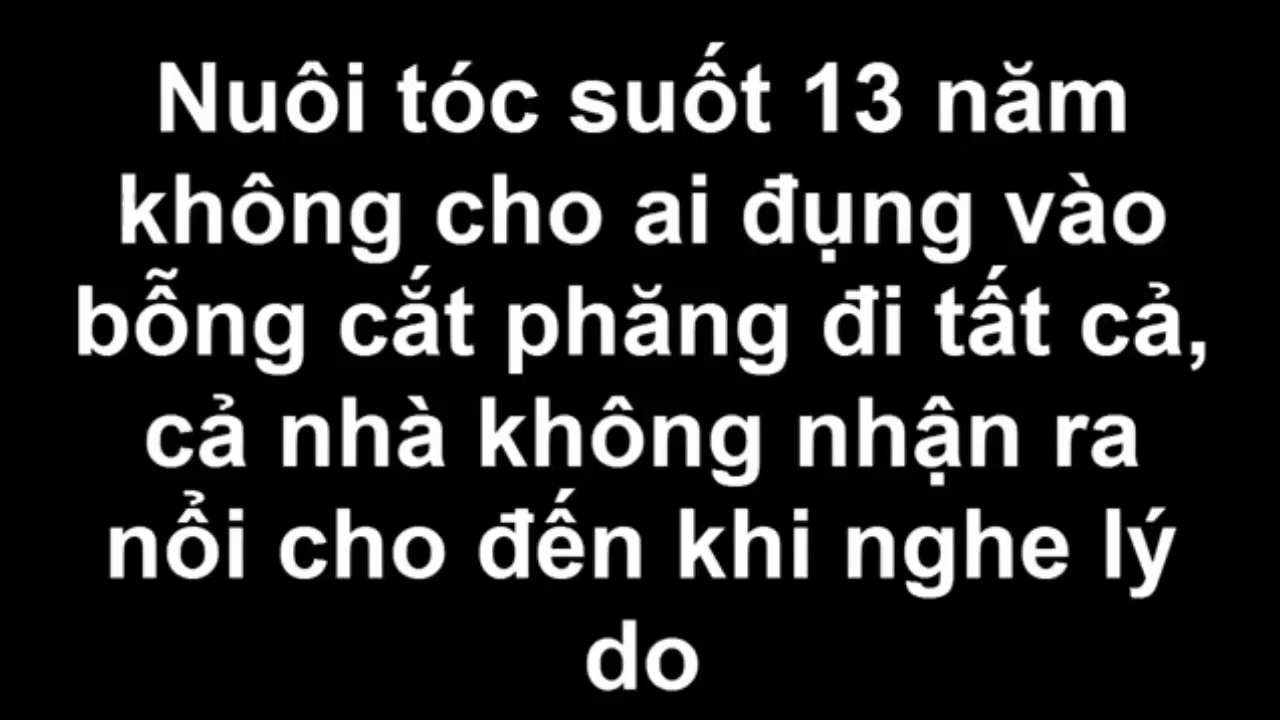 Nuôi tóc suốt 13 năm
không cho ai đụng vào
bỗng cắt phăng đi tất cả,
cả nhà không nhận ra
nổi cho đến khi nghe lý
do